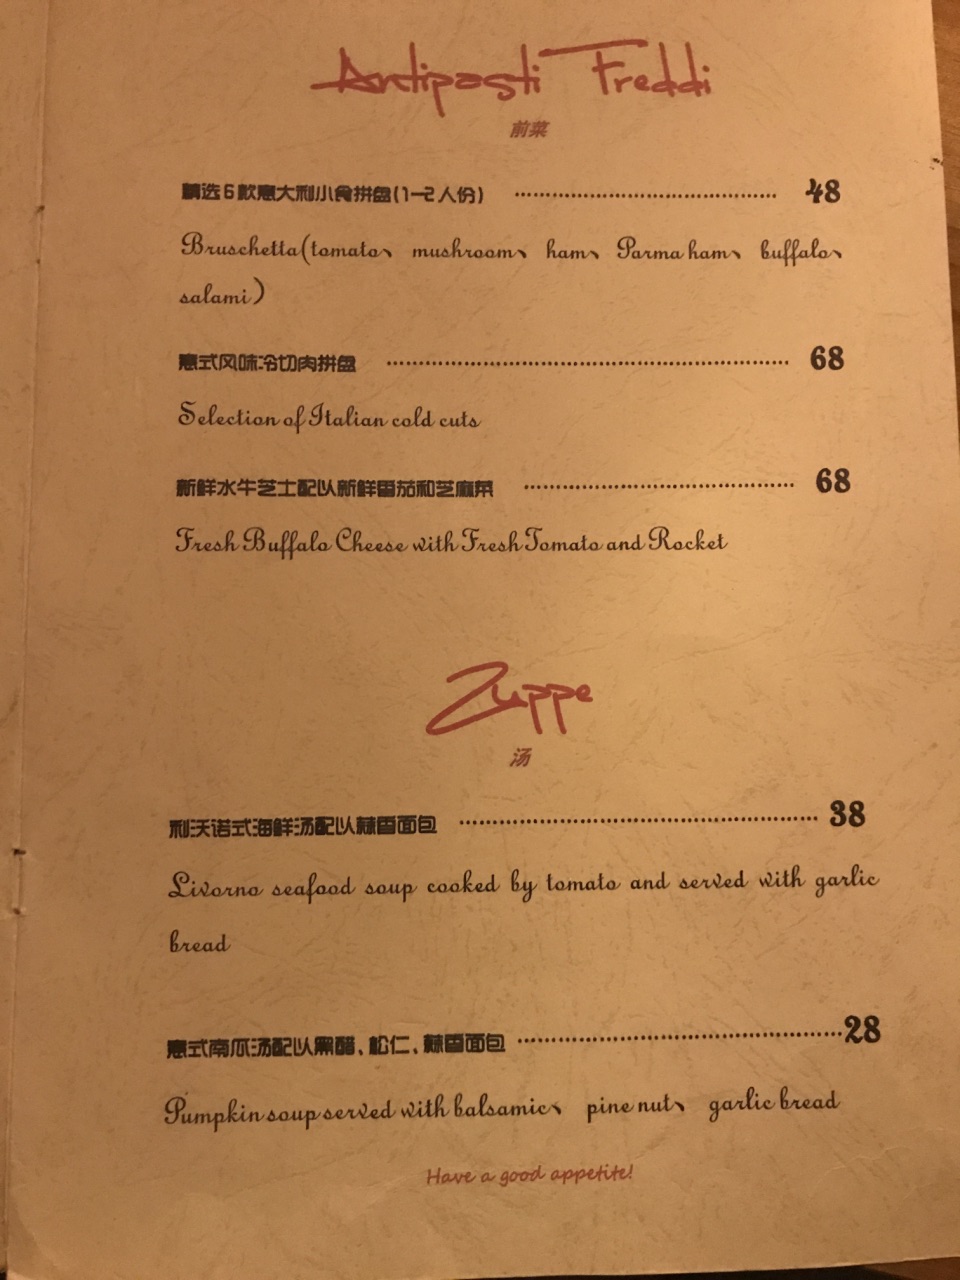 Antipasti Freddi
前菜
精选6款意大利小食拼盘(1-2人份) ........................................ 48
Bruschetta(tomato、 mushroom、 ham、 Parma ham、 buffalo、
salami)
意式风味冷切肉拼盘 ........................................ 68
Selection of Italian cold cuts
新鲜水牛芝士配以新鲜番茄和芝麻菜 ........................................ 68
Fresh Buffalo Cheese with Fresh Tomato and Rocket
Zuppe
汤
利沃诺式海鲜汤配以蒜香面包 ........................................ 38
Livorno seafood soup cooked by tomato and served with garlic
bread
意式南瓜汤配以黑醋、松仁、蒜香面包 ........................................ 28
Pumpkin soup served with balsamic、 pine nut、 garlic bread
Have a good appetite!